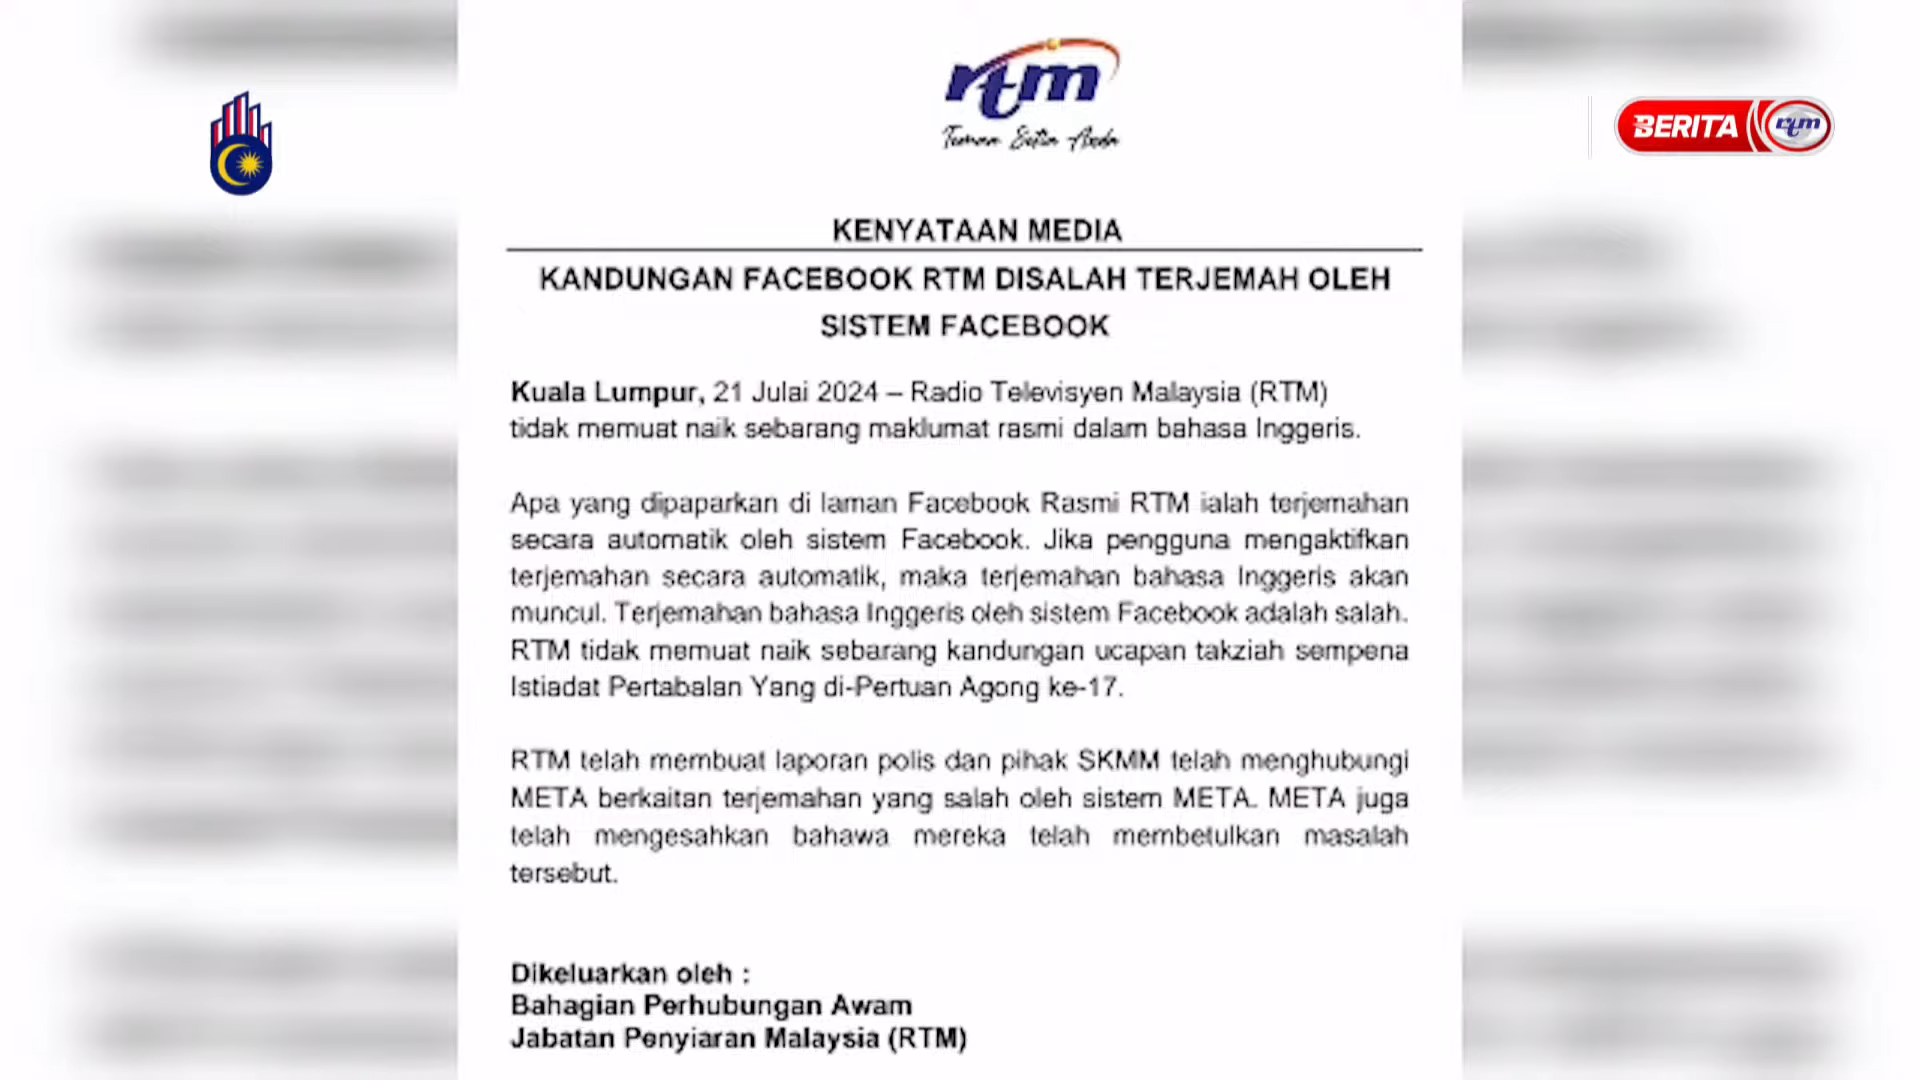 rtm
Teman Setia Anda
BERITA rtm
KENYATAAN MEDIA
KANDUNGAN FACEBOOK RTM DISALAH TERJEMAH OLEH
SISTEM FACEBOOK
Kuala Lumpur, 21 Julai 2024 – Radio Televisyen Malaysia (RTM)
tidak memuat naik sebarang maklumat rasmi dalam bahasa Inggeris.
Apa yang dipaparkan di laman Facebook Rasmi RTM ialah terjemahan
secara automatik oleh sistem Facebook. Jika pengguna mengaktifkan
terjemahan secara automatik, maka terjemahan bahasa Inggeris akan
muncul. Terjemahan bahasa Inggeris oleh sistem Facebook adalah salah.
RTM tidak memuat naik sebarang kandungan ucapan takziah sempena
Istiadat Pertabalan Yang di-Pertuan Agong ke-17.
RTM telah membuat laporan polis dan pihak SKMM telah menghubungi
META berkaitan terjemahan yang salah oleh sistem META. META juga
telah mengesahkan bahawa mereka telah membetulkan masalah
tersebut.
Dikeluarkan oleh :
Bahagian Perhubungan Awam
Jabatan Penyiaran Malaysia (RTM)